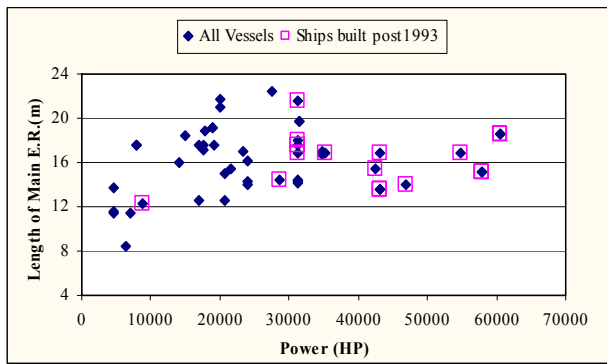 All Vessels Ships built post1993
Length of Main E.R.(m)
24
20
16
12
8
4
0 10000 20000 30000 40000 50000 60000 70000
Power (HP)